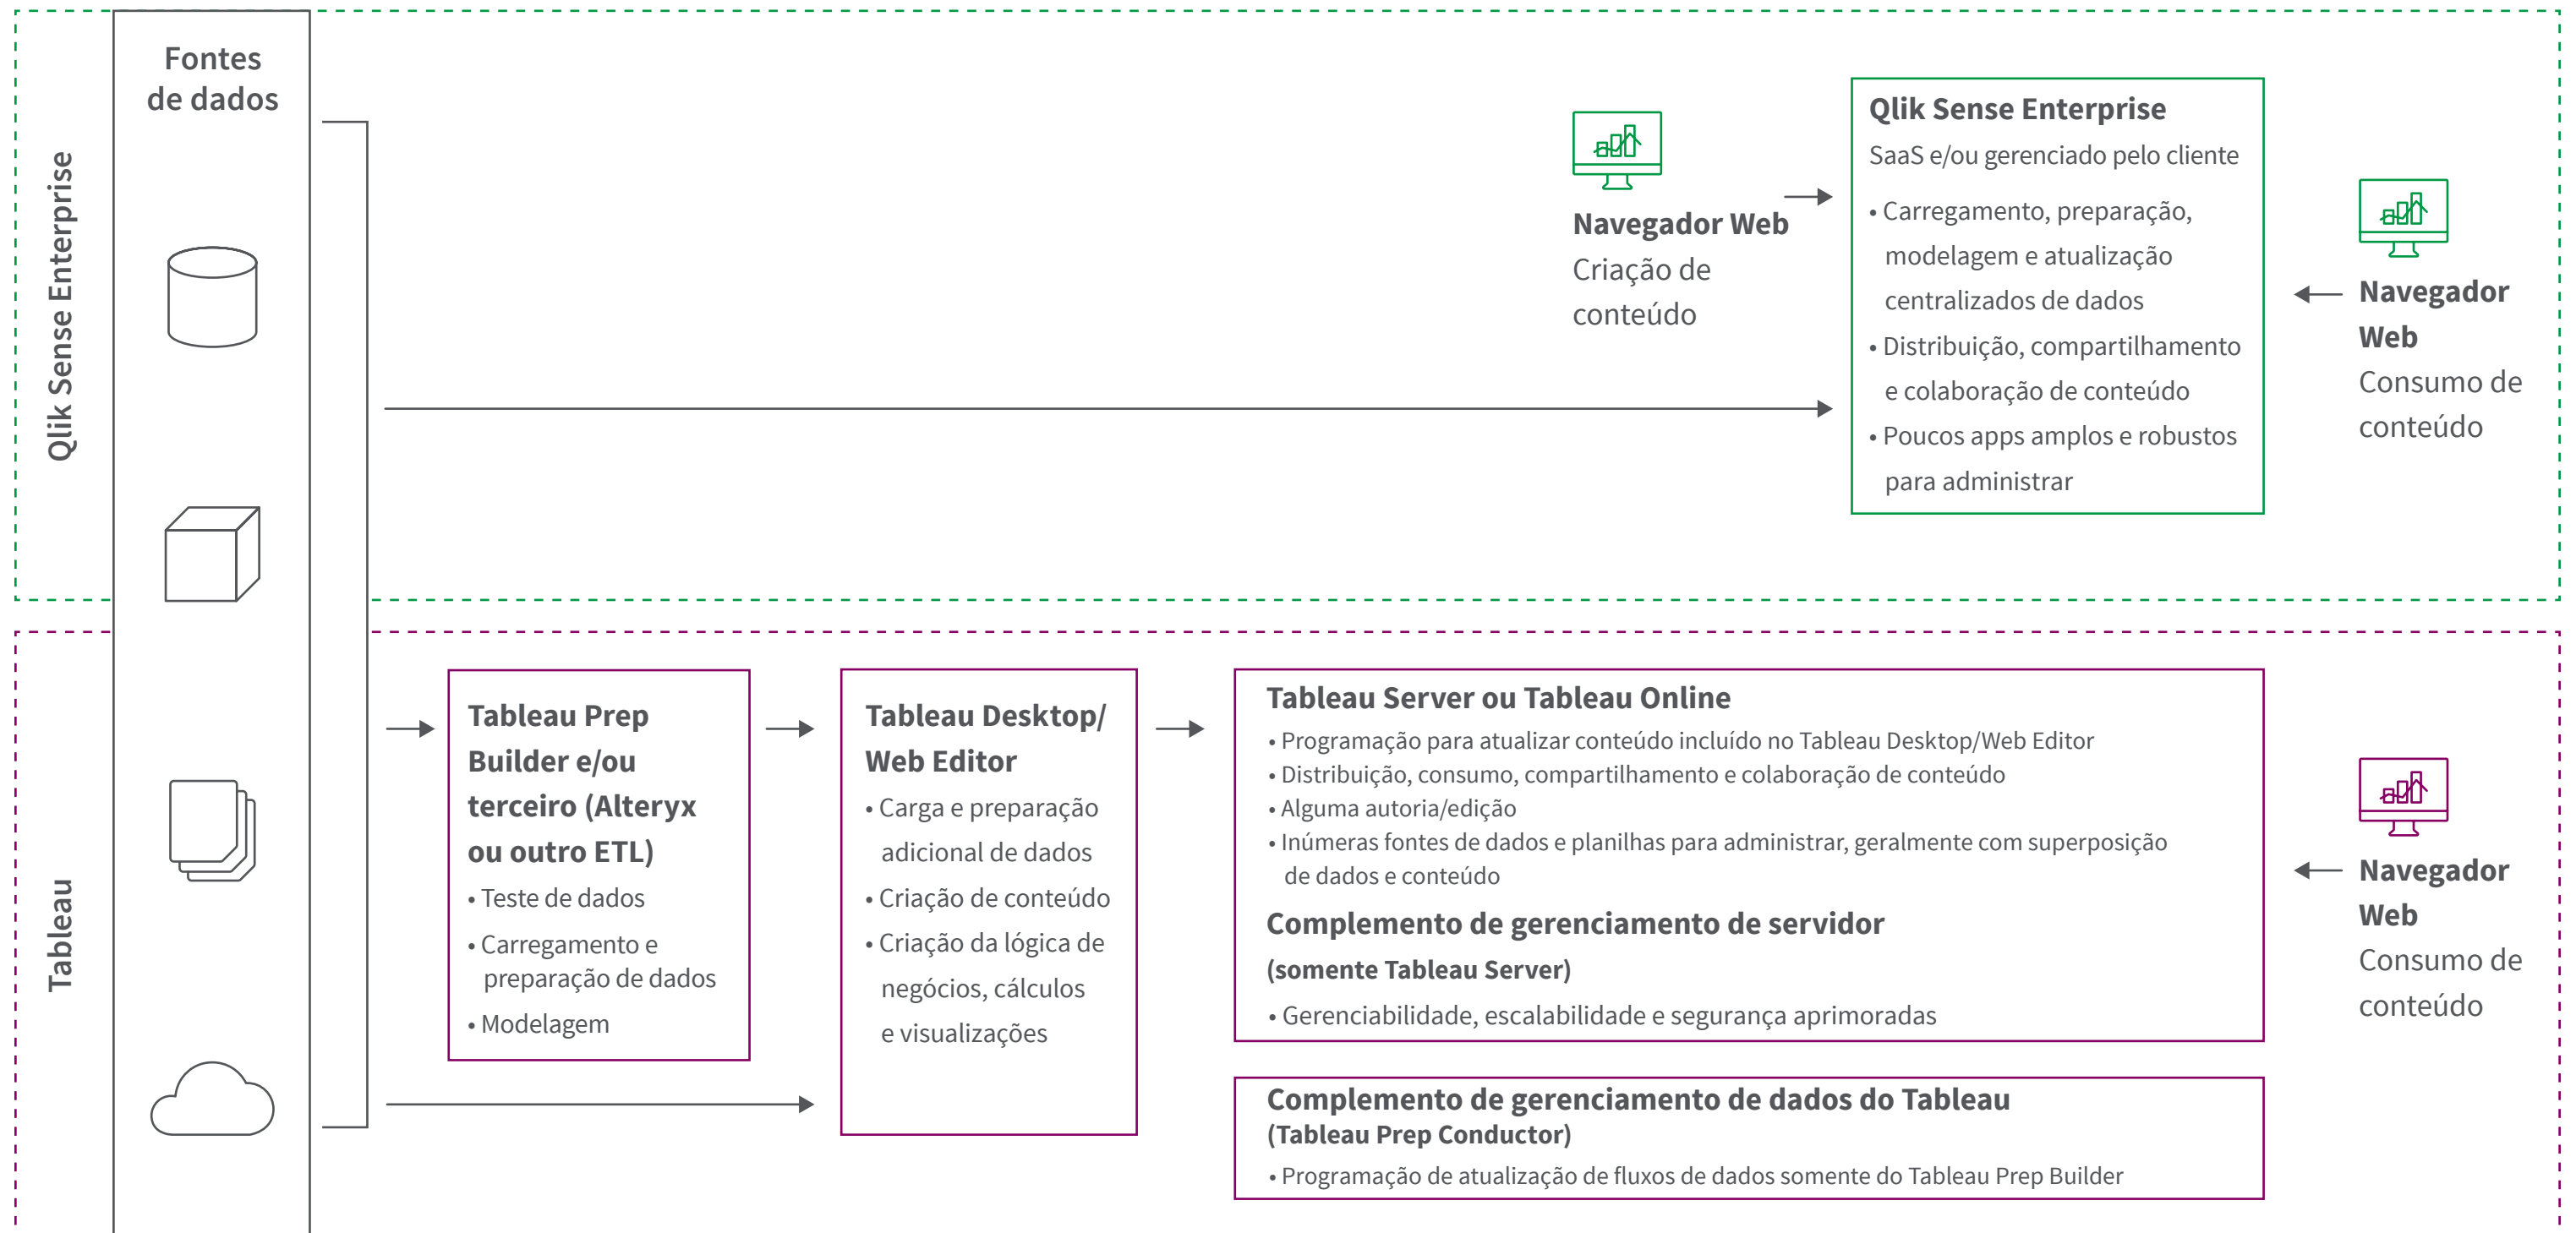 Fontes
de dados
Qlik Sense Enterprise
Navegador Web
Criação de
conteúdo
Qlik Sense Enterprise
SaaS e/ou gerenciado pelo cliente
• Carregamento, preparação,
modelagem e atualização
centralizados de dados
• Distribuição, compartilhamento
e colaboração de conteúdo
• Poucos apps amplos e robustos
para administrar
Navegador
Web
Consumo de
conteúdo
Tableau
Tableau Prep
Builder e/ou
terceiro (Alteryx
ou outro ETL)
• Teste de dados
• Carregamento e
preparação de dados
• Modelagem
Tableau Desktop/
Web Editor
• Carga e preparação
adicional de dados
• Criação de conteúdo
• Criação da lógica de
negócios, cálculos
e visualizações
Tableau Server ou Tableau Online
• Programação para atualizar conteúdo incluído no Tableau Desktop/Web Editor
• Distribuição, consumo, compartilhamento e colaboração de conteúdo
• Alguma autoria/edição
• Inúmeras fontes de dados e planilhas para administrar, geralmente com superposição
de dados e conteúdo
Complemento de gerenciamento de servidor
(somente Tableau Server)
• Gerenciabilidade, escalabilidade e segurança aprimoradas
Complemento de gerenciamento de dados do Tableau
(Tableau Prep Conductor)
• Programação de atualização de fluxos de dados somente do Tableau Prep Builder
Navegador
Web
Consumo de
conteúdo